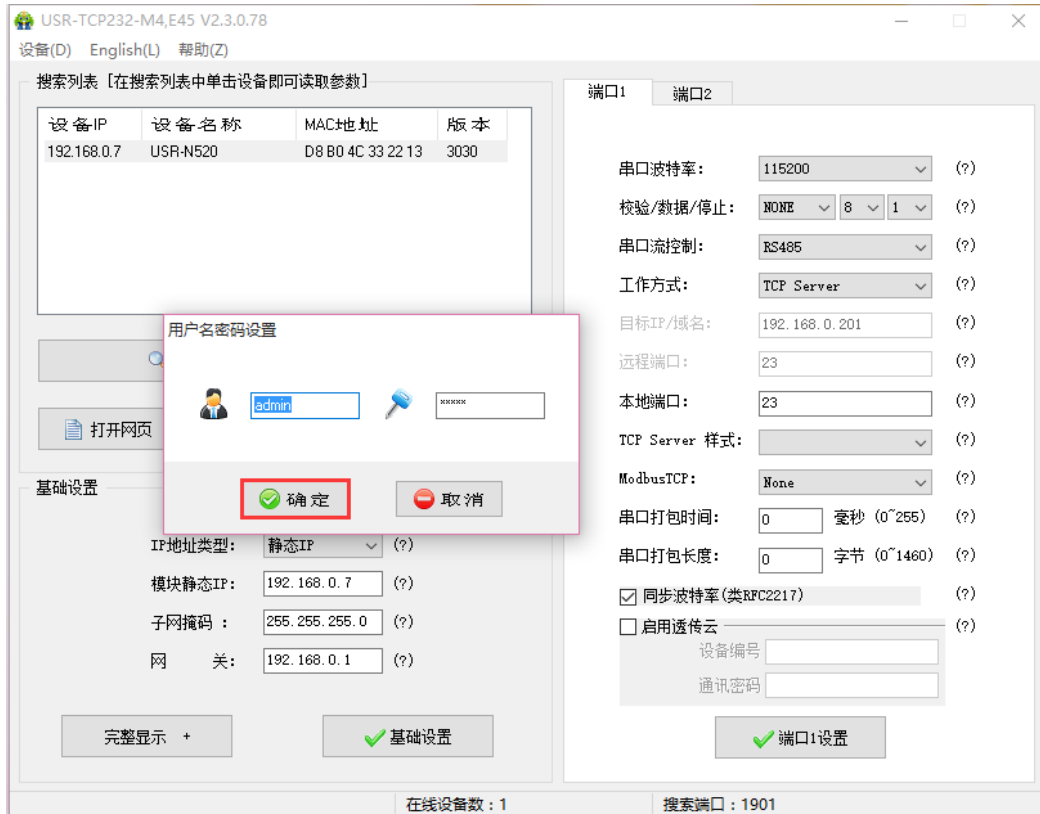 USR-TCP232-M4,E45 V2.3.0.78
设备(D) English(L) 帮助(Z)
搜索列表 [在搜索列表中单击设备即可读取参数]
设备IP 设备名称 MAC地址 版本
192.168.0.7 USR-N520 D8 B0 4C 33 22 13 3030
用户名密码设置
admin *****
确定 取消
打开网页
基础设置
IP地址类型: 静态IP (?)
模块静态IP: 192.168.0.7 (?)
子网掩码 : 255.255.255.0 (?)
网 关: 192.168.0.1 (?)
完整显示 + 基础设置
端口1 端口2
串口波特率: 115200 (?)
校验/数据/停止: NONE 8 1 (?)
串口流控制: RS485 (?)
工作方式: TCP Server (?)
目标IP/域名: 192.168.0.201 (?)
远程端口: 23 (?)
本地端口: 23 (?)
TCP Server 样式: (?)
ModbusTCP: None (?)
串口打包时间: 0 毫秒 (0~255) (?)
串口打包长度: 0 字节 (0~1460) (?)
同步波特率(类RFC2217) (?)
启用透传云 (?)
设备编号
通讯密码
端口1设置
在线设备数:1 搜索端口:1901